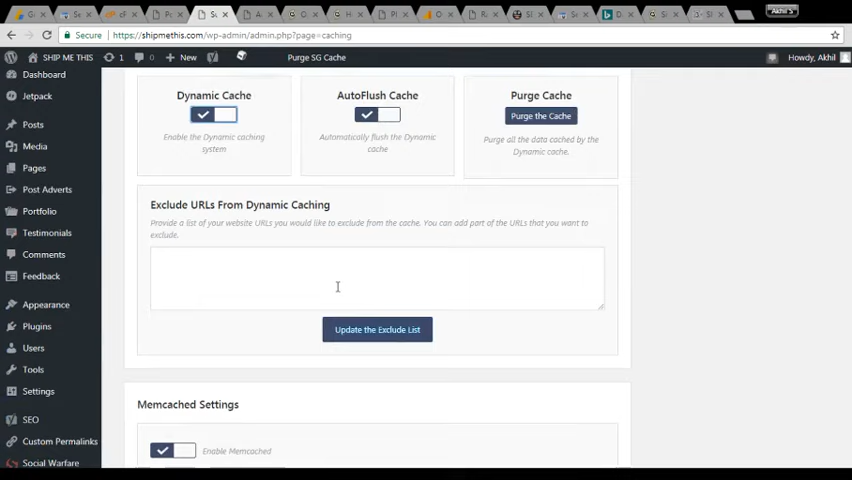 Akhil S
Secure https://shipmethis.com/wp-admin/admin.php?page=caching
SHIP ME THIS 1 0 New Purge SG Cache Howdy, Akhil
Dashboard
Jetpack
Posts
Media
Pages
Post Adverts
Portfolio
Testimonials
Comments
Feedback
Appearance
Plugins
Users
Tools
Settings
SEO
Custom Permalinks
Social Warfare
Dynamic Cache
Enable the Dynamic caching
system
AutoFlush Cache
Automatically flush the Dynamic
cache
Purge Cache
Purge the Cache
Purge all the data cached by the
Dynamic cache.
Exclude URLs From Dynamic Caching
Provide a list of your website URLs you would like to exclude from the cache. You can add part of the URLs that you want to
exclude.
Update the Exclude List
Memcached Settings
Enable Memcached